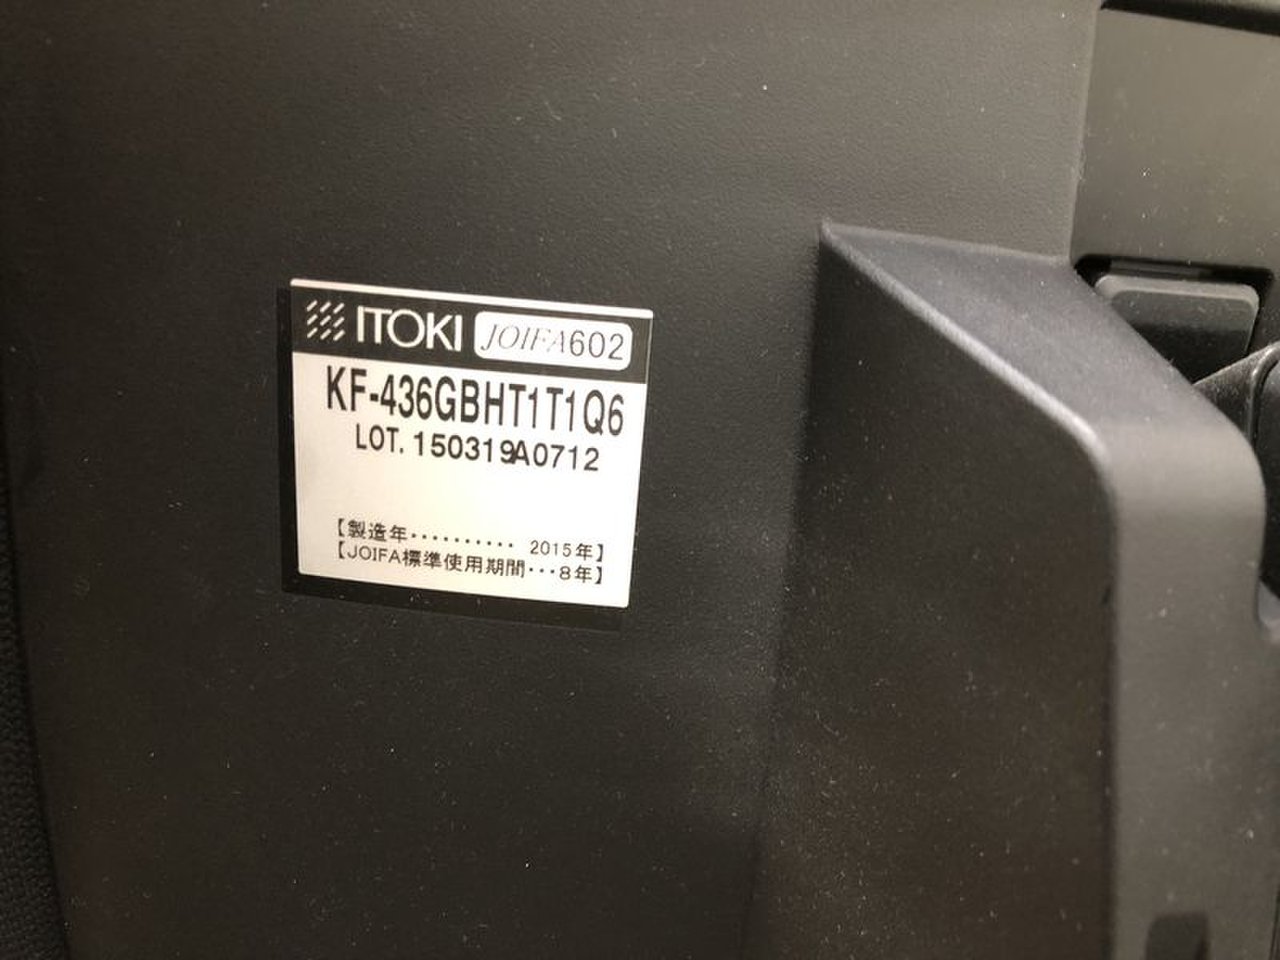 ITOKI JOIFA602
KF-436GBHT1T1Q6
LOT. 150319A0712
【製造年·········· 2015年】
【JOIFA標準使用期間···8年】